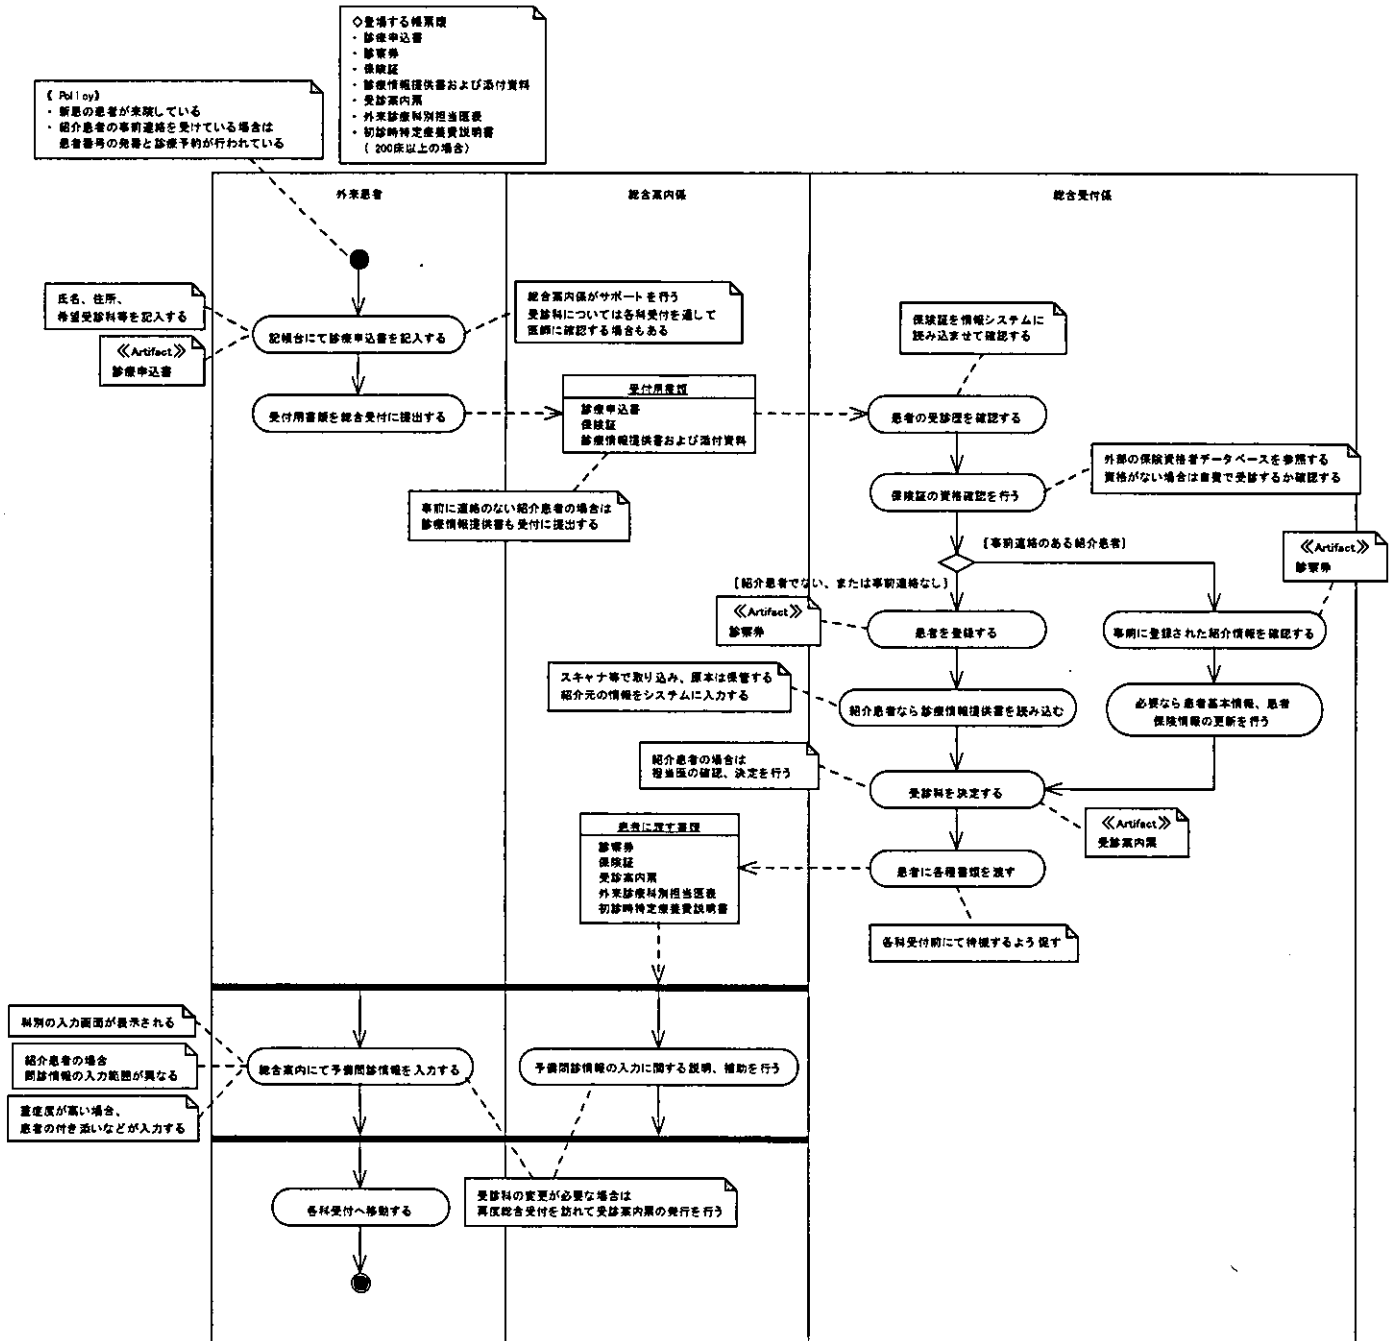 ◇登場する帳票類
・ 診療申込書
・ 診察券
・ 保険証
・ 診療情報提供書および添付資料
・ 受診案内票
・ 外来診療科別担当医表
・ 初診時特定療養費説明書
( 200床以上の場合)
《 Policy》
・ 新患の患者が来院している
・ 紹介患者の事前連絡を受けている場合は
患者番号の発番と診療予約が行われている
外来患者
総合案内係
総合受付係
氏名、住所、
希望受診科等を記入する
≪Artifact≫
診療申込書
記帳台にて診療申込書を記入する
総合案内係がサポートを行う
受診科については各科受付を通して
医師に確認する場合もある
保険証を情報システムに
読み込ませて確認する
受付用書類を総合受付に提出する
受付用書類
診療申込書
保険証
診療情報提供書および添付資料
患者の受診歴を確認する
事前に連絡のない紹介患者の場合は
診療情報提供書も受付に提出する
保険証の資格確認を行う
外部の保険資格者データベースを参照する
資格がない場合は自費で受診するか確認する
[事前連絡のある紹介患者]
≪Artifact≫
診察券
[紹介患者でない、または事前連絡なし]
≪Artifact≫
診察券
患者を登録する
事前に登録された紹介情報を確認する
スキャナ等で取り込み、原本は保管する
紹介元の情報をシステムに入力する
紹介患者なら診療情報提供書を読み込む
必要なら患者基本情報、患者
保険情報の更新を行う
紹介患者の場合は
担当医の確認、決定を行う
受診科を決定する
≪Artifact≫
受診案内票
患者に渡す書類
診察券
保険証
受診案内票
外来診療科別担当医表
初診時特定療養費説明書
患者に各種書類を渡す
各科受付前にて待機するよう促す
科別の入力画面が表示される
紹介患者の場合
問診情報の入力範囲が異なる
重症度が高い場合、
患者の付き添いなどが入力する
総合案内にて予備問診情報を入力する
予備問診情報の入力に関する説明、補助を行う
各科受付へ移動する
受診科の変更が必要な場合は
再度総合受付を訪れて受診案内票の発行を行う